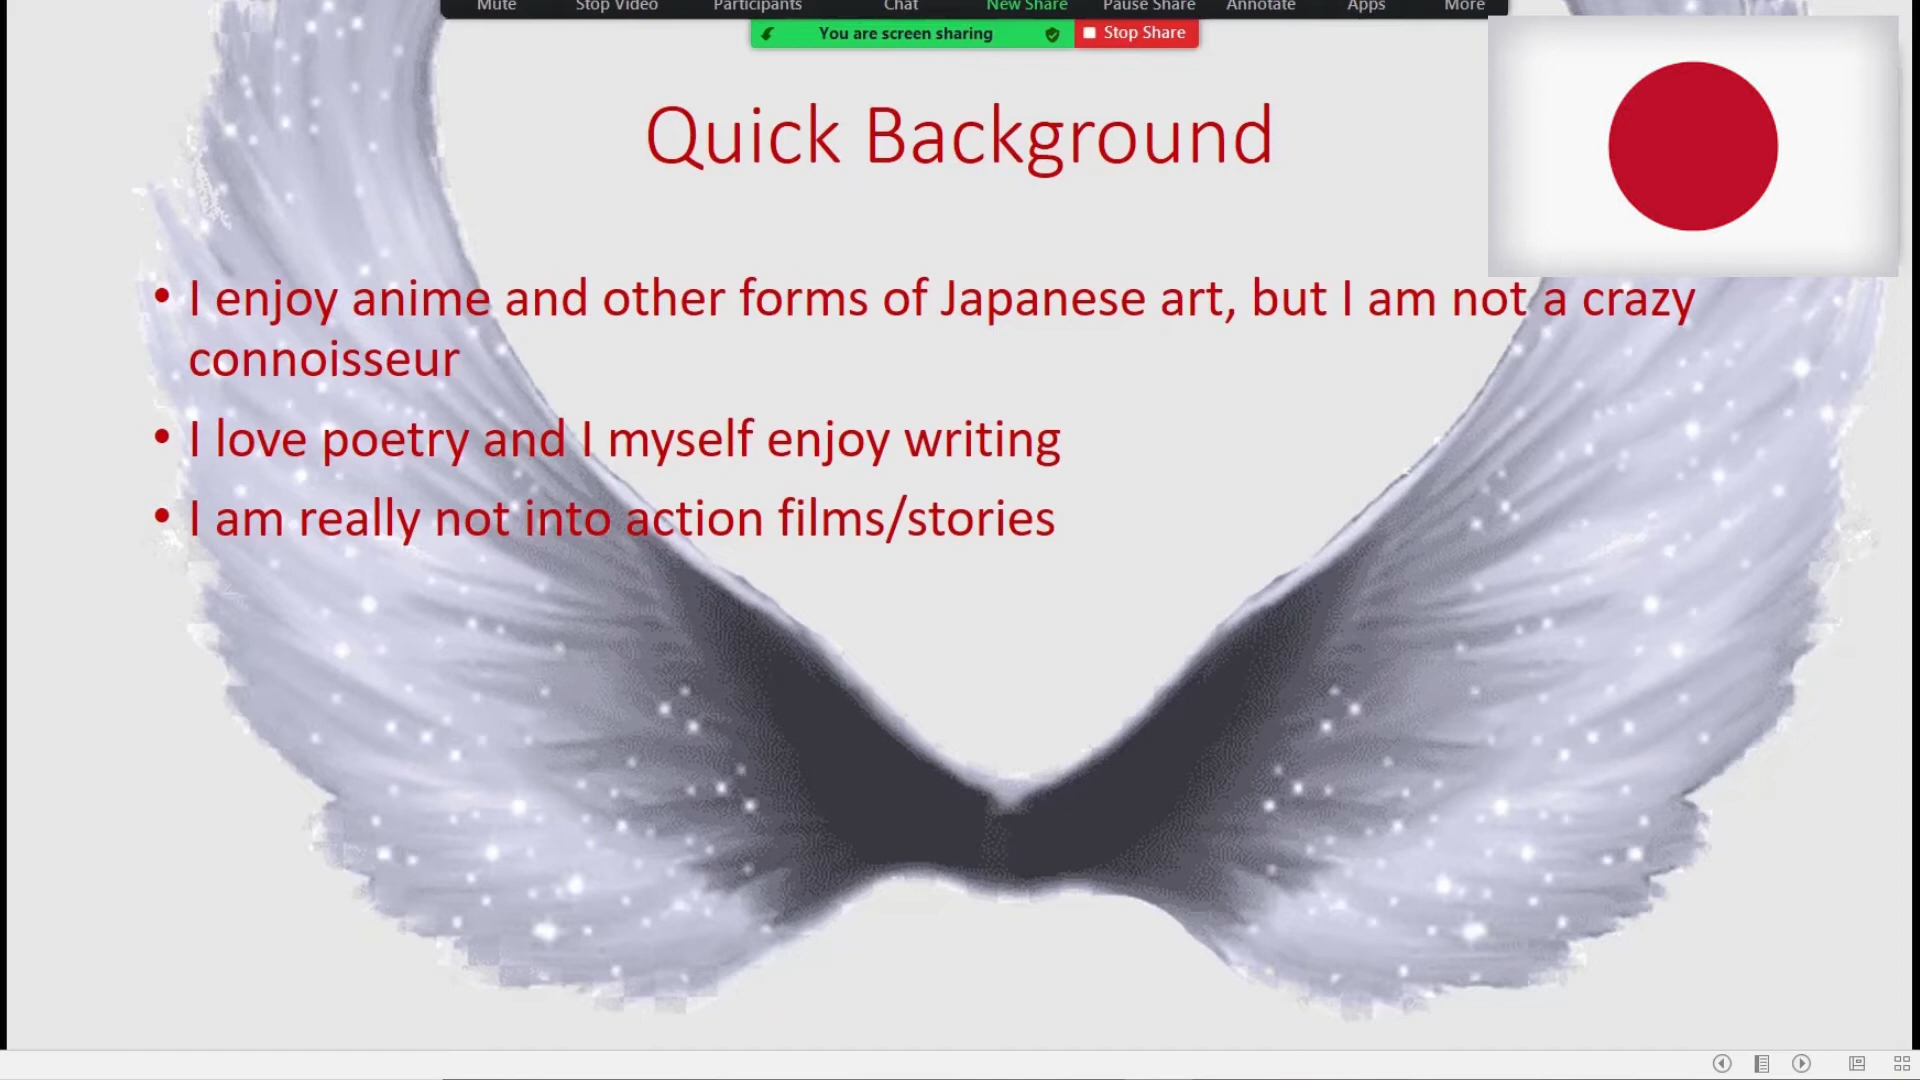 Mute Stop Video Participants Chat New Share Pause Share Annotate Apps More
You are screen sharing Stop Share
Quick Background
• I enjoy anime and other forms of Japanese art, but I am not a crazy
connoisseur
• I love poetry and I myself enjoy writing
• I am really not into action films/stories